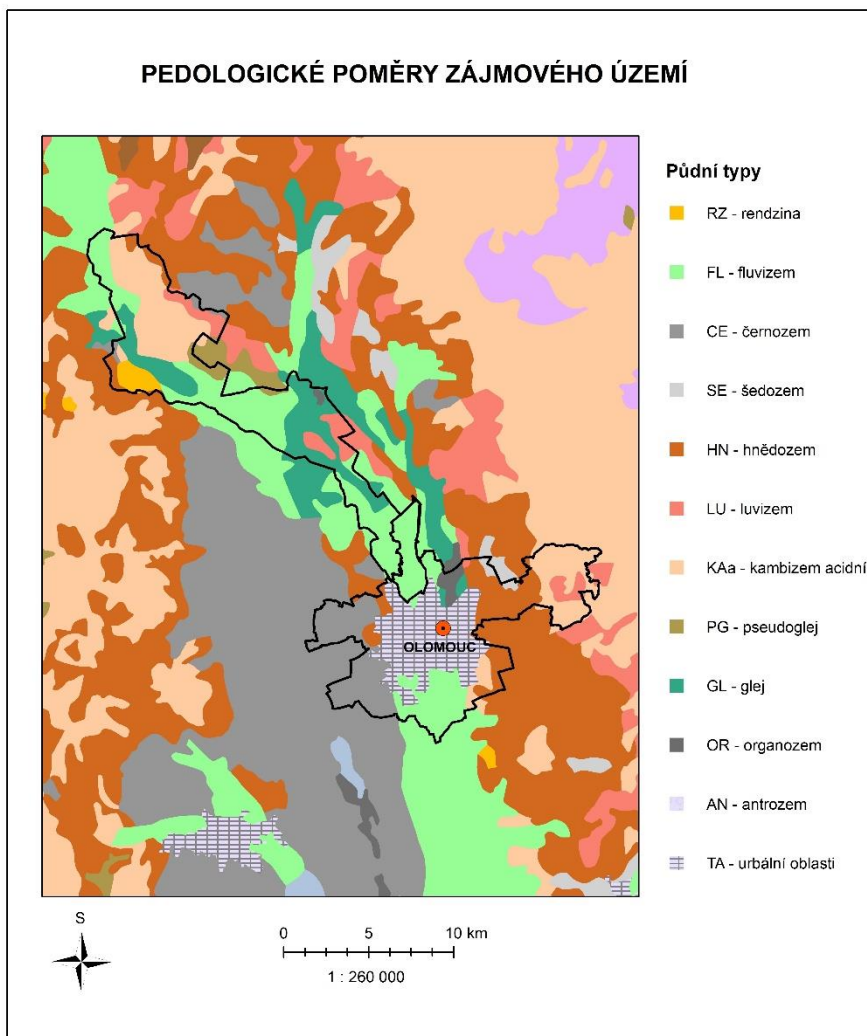 PEDOLOGICKÉ POMĚRY ZÁJMOVÉHO ÚZEMÍ
Půdní typy
RZ - rendzina
FL - fluvizem
CE - černozem
SE - šedozem
HN - hnědozem
LU - luvizem
KAa - kambizem acidní
PG - pseudoglej
GL - glej
OR - organozem
AN - antrozem
TA - urbální oblasti
OLOMOUC
S
0 5 10 km
1 : 260 000